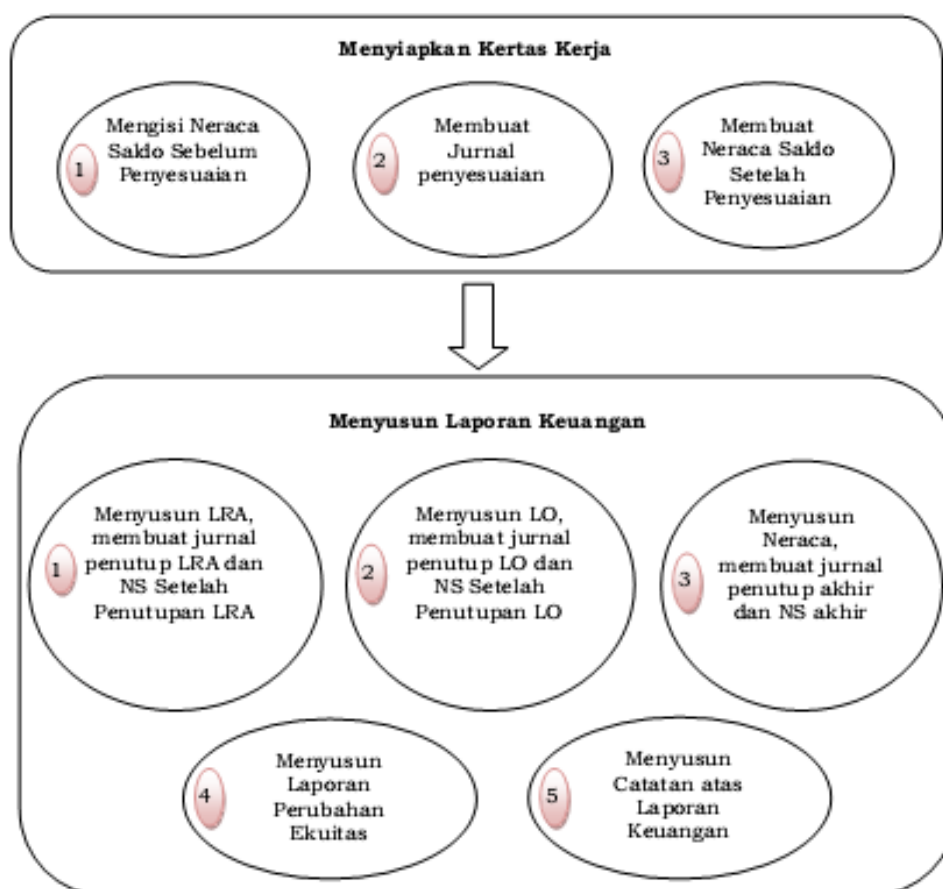 Menyiapkan Kertas Kerja
1
Mengisi Neraca
Saldo Sebelum
Penyesuaian
2
Membuat
Jurnal
penyesuaian
3
Membuat
Neraca Saldo
Setelah
Penyesuaian
Menyusun Laporan Keuangan
1
Menyusun LRA,
membuat jurnal
penutup LRA dan
NS Setelah
Penutupan LRA
2
Menyusun LO,
membuat jurnal
penutup LO dan
NS Setelah
Penutupan LO
3
Menyusun
Neraca,
membuat jurnal
penutup akhir
dan NS akhir
4
Menyusun
Laporan
Perubahan
Ekuitas
5
Menyusun
Catatan atas
Laporan
Keuangan